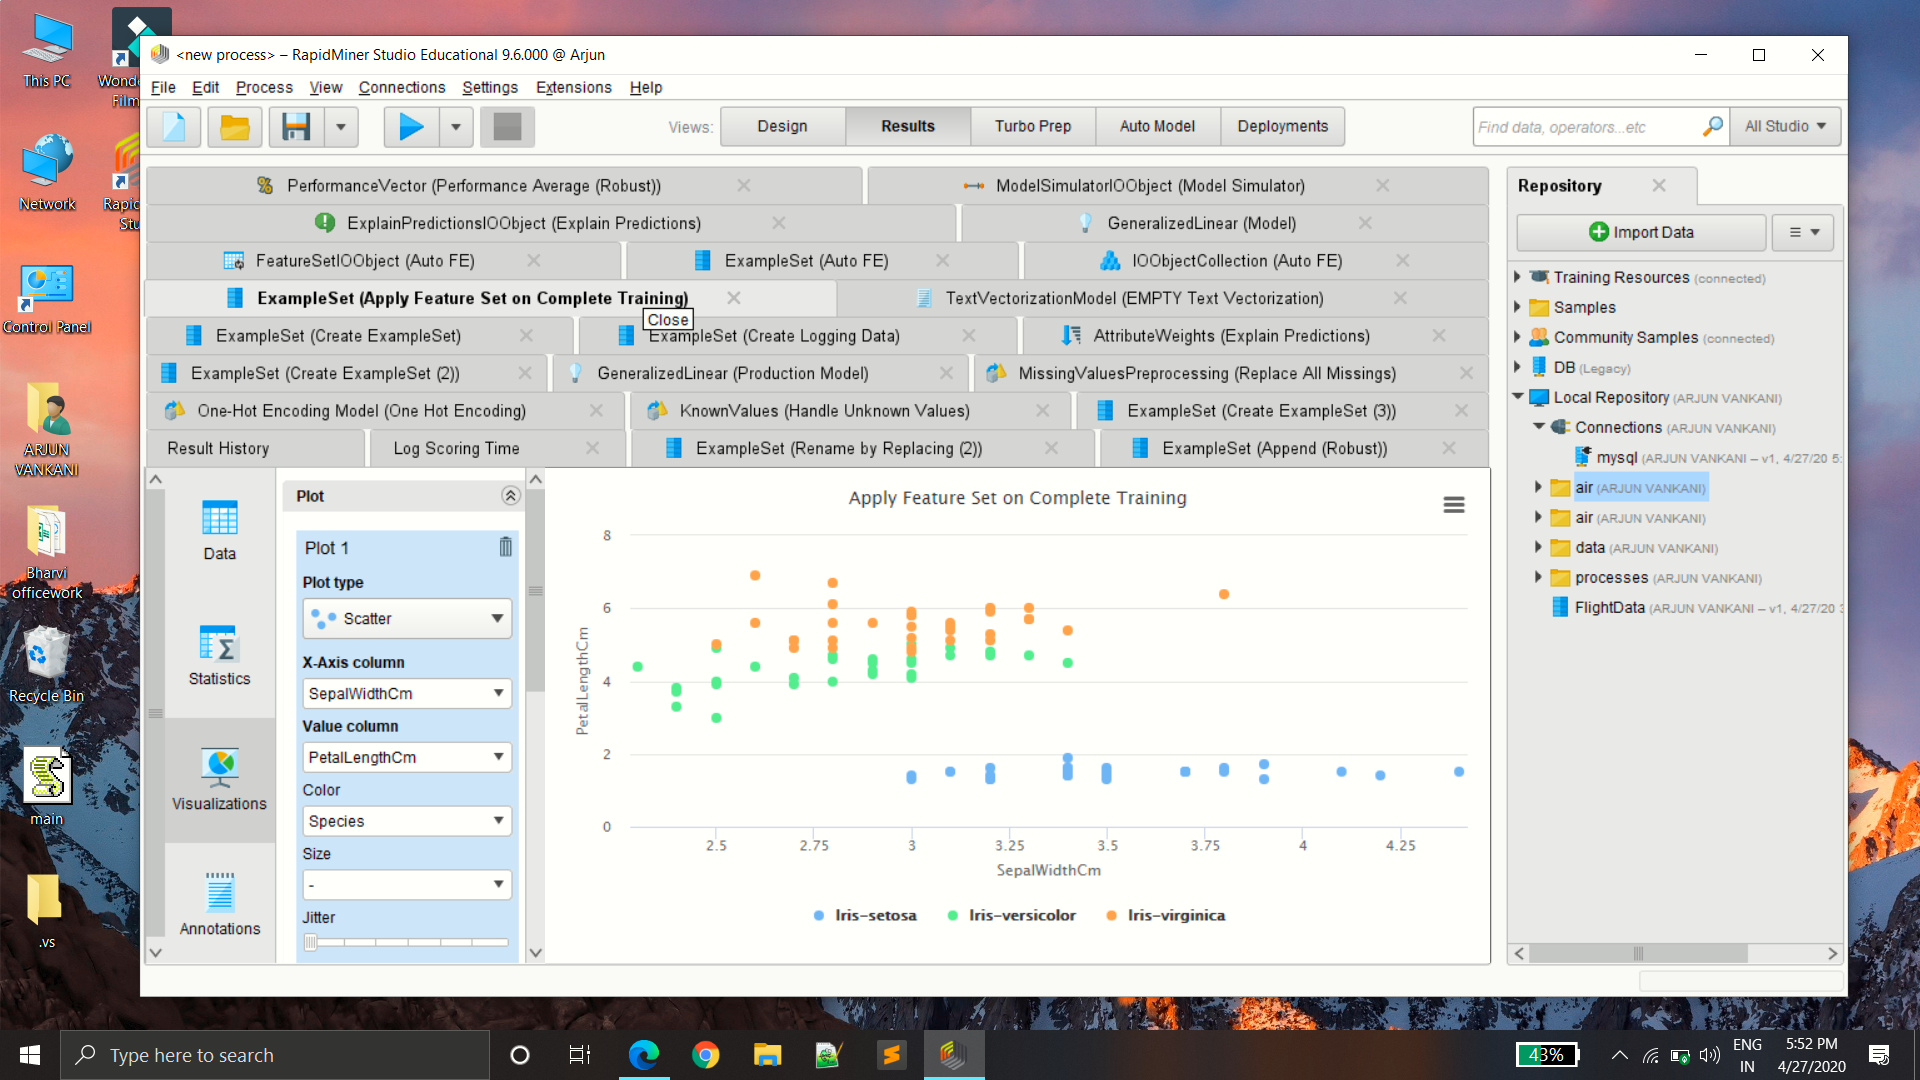 This PC
Wonde
Film
Network
Rapid
Stu
Control Panel
ARJUN
VANKANI
Bharvi
officework
Recycle Bin
main
.vs
<new process> – RapidMiner Studio Educational 9.6.000 @ Arjun
File Edit Process View Connections Settings Extensions Help
Views: Design Results Turbo Prep Auto Model Deployments
Find data, operators...etc All Studio
PerformanceVector (Performance Average (Robust)) ModelSimulatorIOObject (Model Simulator)
ExplainPredictionsIOObject (Explain Predictions) GeneralizedLinear (Model)
FeatureSetIOObject (Auto FE) ExampleSet (Auto FE) IOObjectCollection (Auto FE)
ExampleSet (Apply Feature Set on Complete Training) TextVectorizationModel (EMPTY Text Vectorization)
Close
ExampleSet (Create ExampleSet) ExampleSet (Create Logging Data) AttributeWeights (Explain Predictions)
ExampleSet (Create ExampleSet (2)) GeneralizedLinear (Production Model) MissingValuesPreprocessing (Replace All Missings)
One-Hot Encoding Model (One Hot Encoding) KnownValues (Handle Unknown Values) ExampleSet (Create ExampleSet (3))
Result History Log Scoring Time ExampleSet (Rename by Replacing (2)) ExampleSet (Append (Robust))
Data
Statistics
Visualizations
Annotations
Plot
Plot 1
Plot type
Scatter
X-Axis column
SepalWidthCm
Value column
PetalLengthCm
Color
Species
Size
-
Jitter
Apply Feature Set on Complete Training
PetalLengthCm
8
6
4
2
0
2.5 2.75 3 3.25 3.5 3.75 4 4.25
SepalWidthCm
Iris-setosa Iris-versicolor Iris-virginica
Repository
Import Data
Training Resources (connected)
Samples
Community Samples (connected)
DB (Legacy)
Local Repository (ARJUN VANKANI)
Connections (ARJUN VANKANI)
mysql (ARJUN VANKANI – v1, 4/27/20 5:
air (ARJUN VANKANI)
air (ARJUN VANKANI)
data (ARJUN VANKANI)
processes (ARJUN VANKANI)
FlightData (ARJUN VANKANI – v1, 4/27/20 3
Type here to search
43%
ENG
IN
5:52 PM
4/27/2020